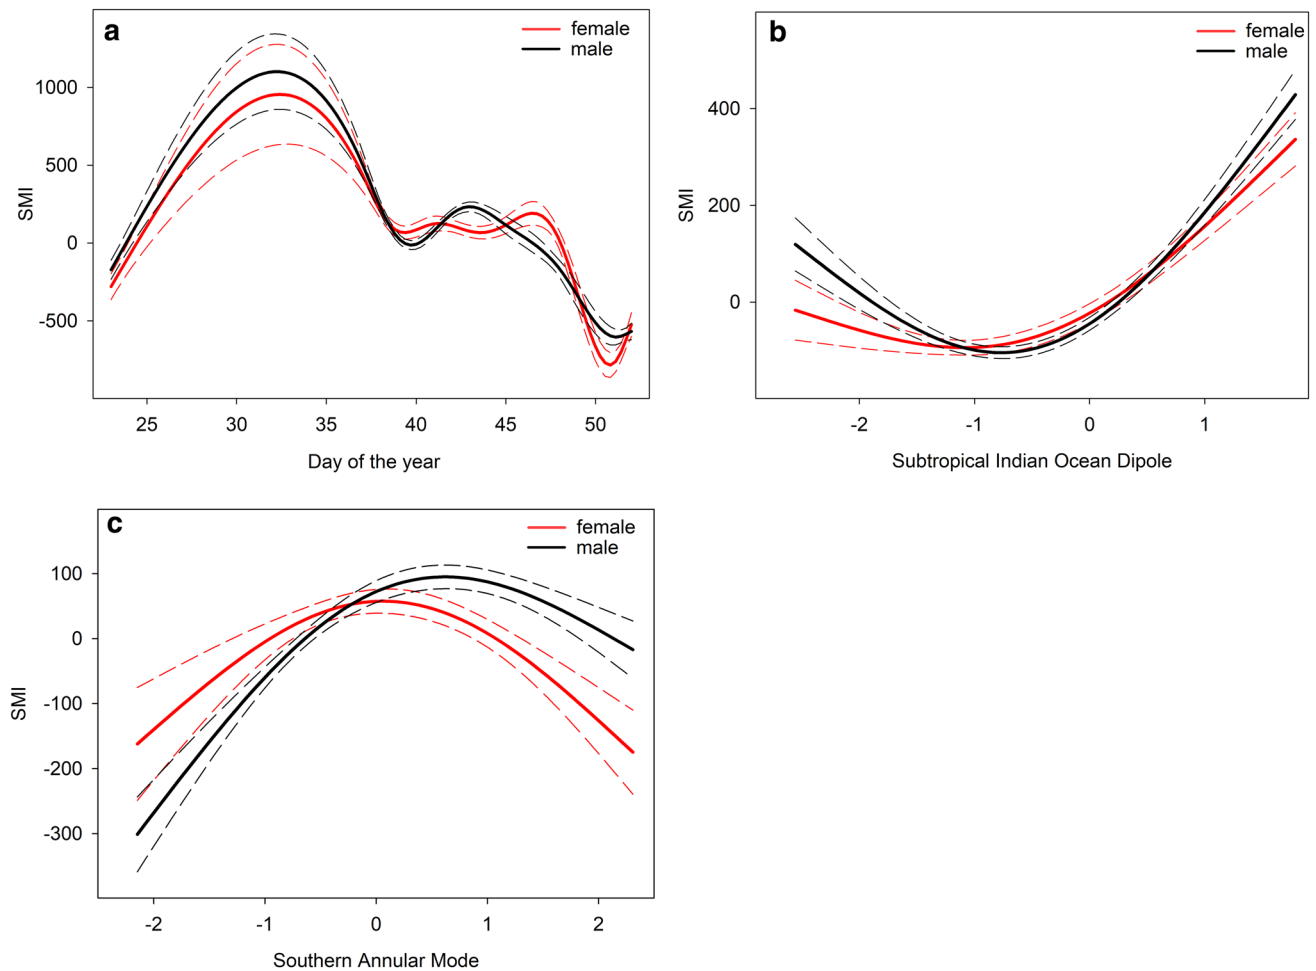 a
female
male
1000
500
0
-500
SMI
25 30 35 40 45 50
Day of the year
b
female
male
400
200
0
SMI
-2 -1 0 1
Subtropical Indian Ocean Dipole
c
female
male
100
0
-100
-200
-300
SMI
-2 -1 0 1 2
Southern Annular Mode